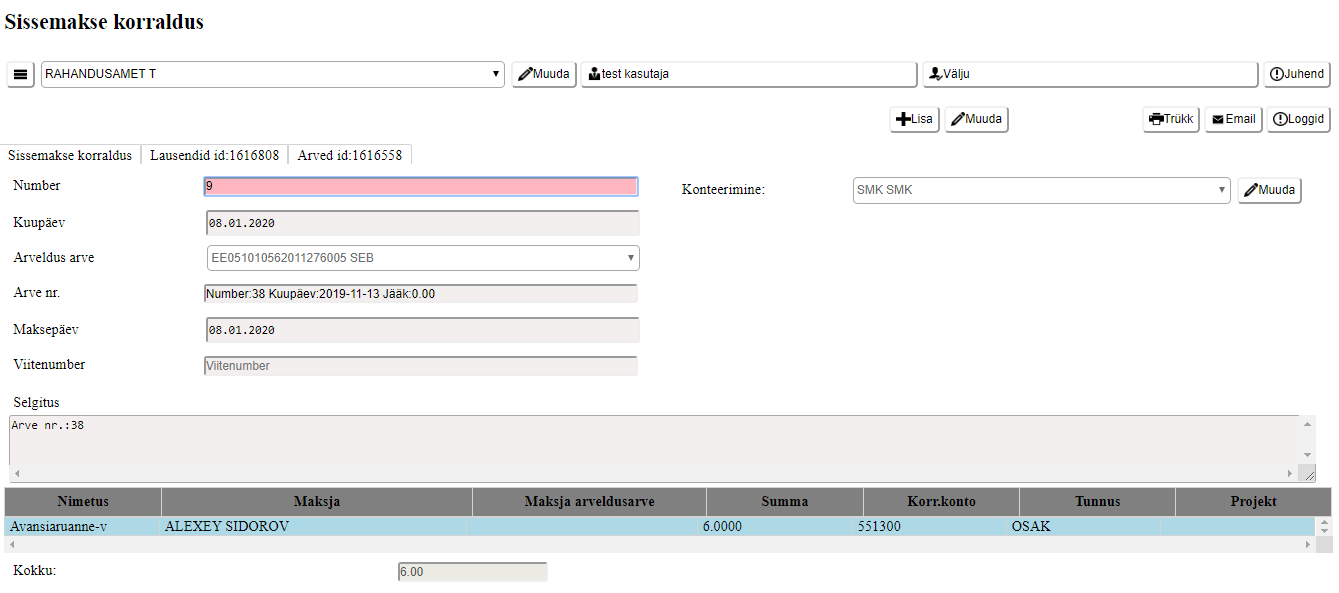 Sissemakse korraldus
RAHANDUSAMET T Muuda test kasutaja Välju Juhend
Lisa Muuda Trükk Email Loggid
Sissemakse korraldus Lausendid id:1616808 Arved id:1616558
Number 9 Konteerimine: SMK SMK Muuda
Kuupäev 08.01.2020
Arveldus arve EE051010562011276005 SEB
Arve nr. Number:38 Kuupäev:2019-11-13 Jääk:0.00
Maksepäev 08.01.2020
Viitenumber Viitenumber
Selgitus
Arve nr.:38
Nimetus Maksja Maksja arveldusarve Summa Korr.konto Tunnus Projekt
Avansiaruanne-v ALEXEY SIDOROV 6.0000 551300 OSAK
Kokku: 6.00